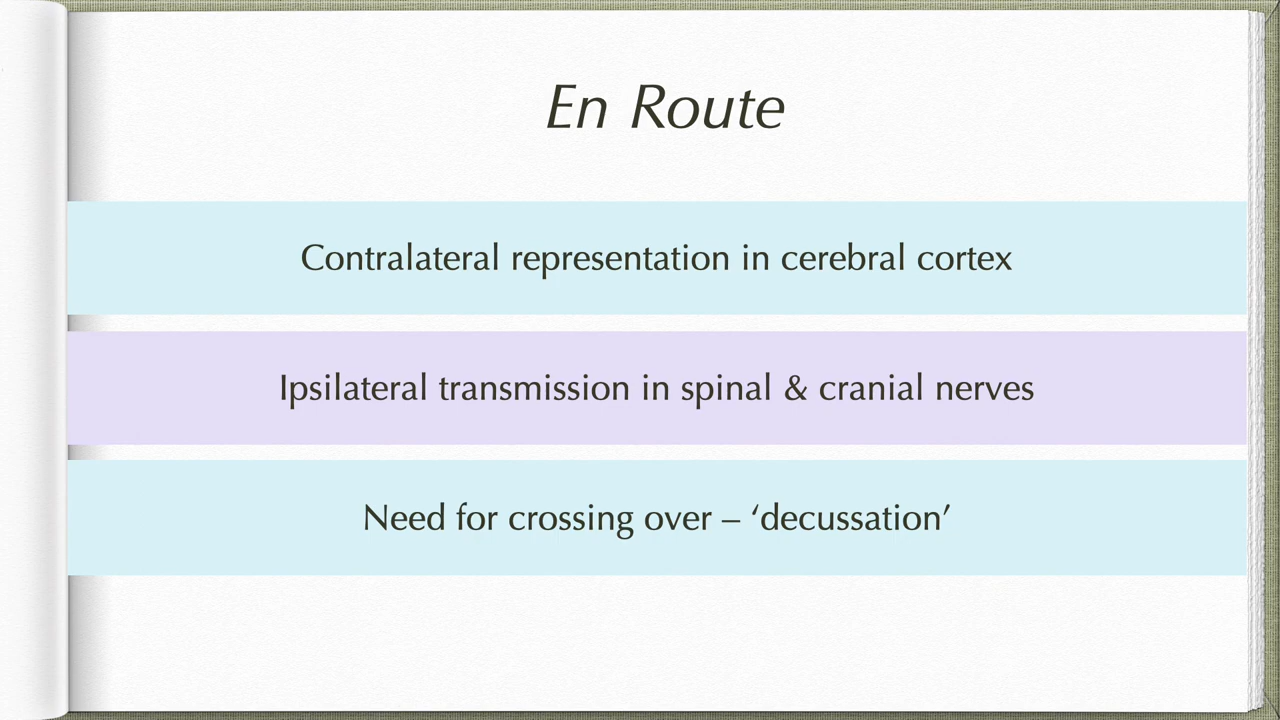 En Route
Contralateral representation in cerebral cortex
Ipsilateral transmission in spinal & cranial nerves
Need for crossing over – ‘decussation’